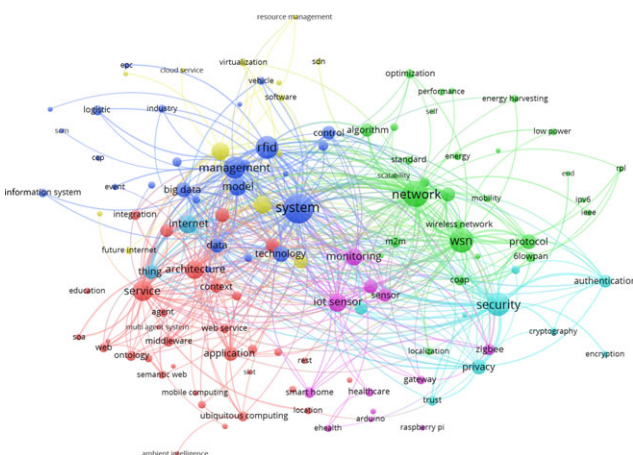 resource management
epc
cloud service
virtualization
sdn
vehicle
optimization
software
performance
energy harvesting
self
logistic
industry
control
algorithm
low power
cep
rfid
standard
energy
rpl
management
scalability
end
event
big data
model
information system
network
mobility
ipv6
ieee
integration
system
internet
wireless network
wsn
protocol
future internet
data
technology
m2m
monitoring
6lowpan
thing
architecture
coap
authentication
education
service
context
iot sensor
sensor
security
agent
multi agent system
web service
cryptography
soa
web
middleware
ontology
application
rest
localization
zigbee
encryption
semantic web
siot
privacy
gateway
mobile computing
smart home
healthcare
trust
ubiquitous computing
location
arduino
ehealth
raspberry pi
ambient intelligence